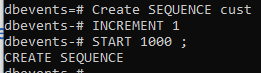 dbevents-# Create SEQUENCE cust
dbevents-# INCREMENT 1
dbevents-# START 1000 ;
CREATE SEQUENCE